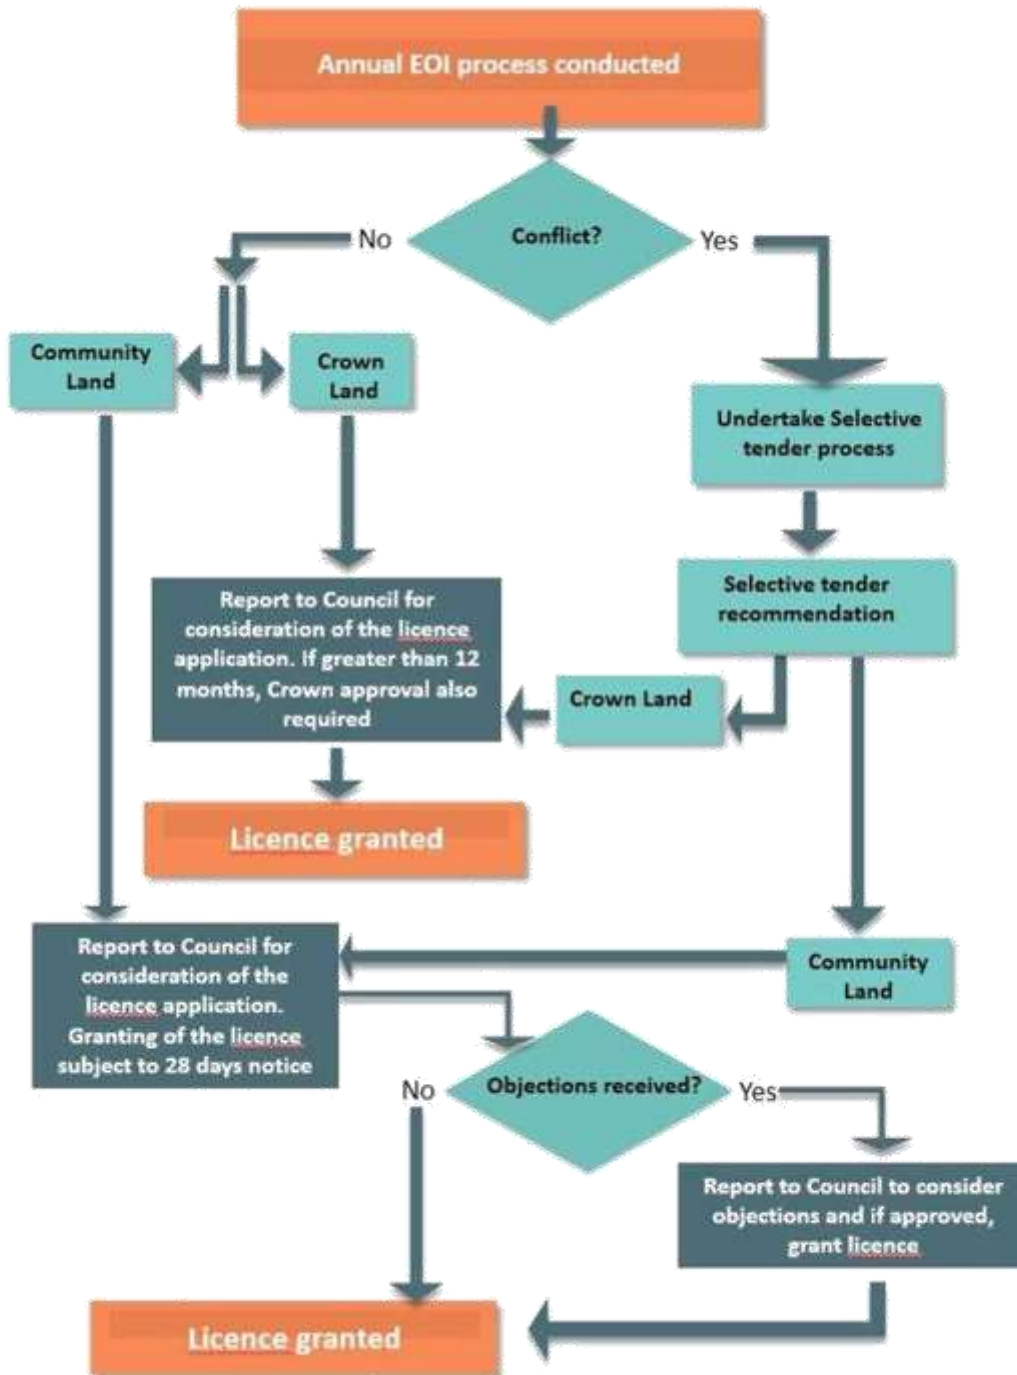 Annual EOI process conducted
Conflict?
No
Yes
Community
Land
Crown
Land
Undertake Selective
tender process
Selective tender
recommendation
Report to Council for
consideration of the licence
application. If greater than 12
months, Crown approval also
required
Crown Land
Licence granted
Report to Council for
consideration of the
licence application.
Granting of the licence
subject to 28 days notice
Community
Land
Objections received?
No
Yes
Report to Council to consider
objections and if approved,
grant licence
Licence granted